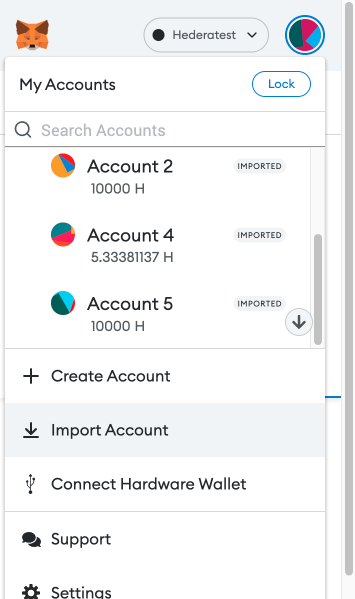 Hederatest
My Accounts
Lock
Search Accounts
Account 2
IMPORTED
10000 H
Account 4
IMPORTED
5.33381137 H
Account 5
IMPORTED
10000 H
Create Account
Import Account
Connect Hardware Wallet
Support
Settings